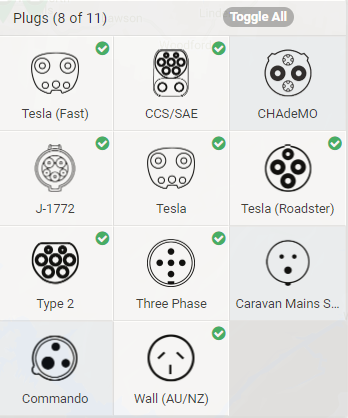 Plugs (8 of 11)
Toggle All
Tesla (Fast)
CCS/SAE
CHAdeMO
J-1772
Tesla
Tesla (Roadster)
Type 2
Three Phase
Caravan Mains S...
Commando
Wall (AU/NZ)